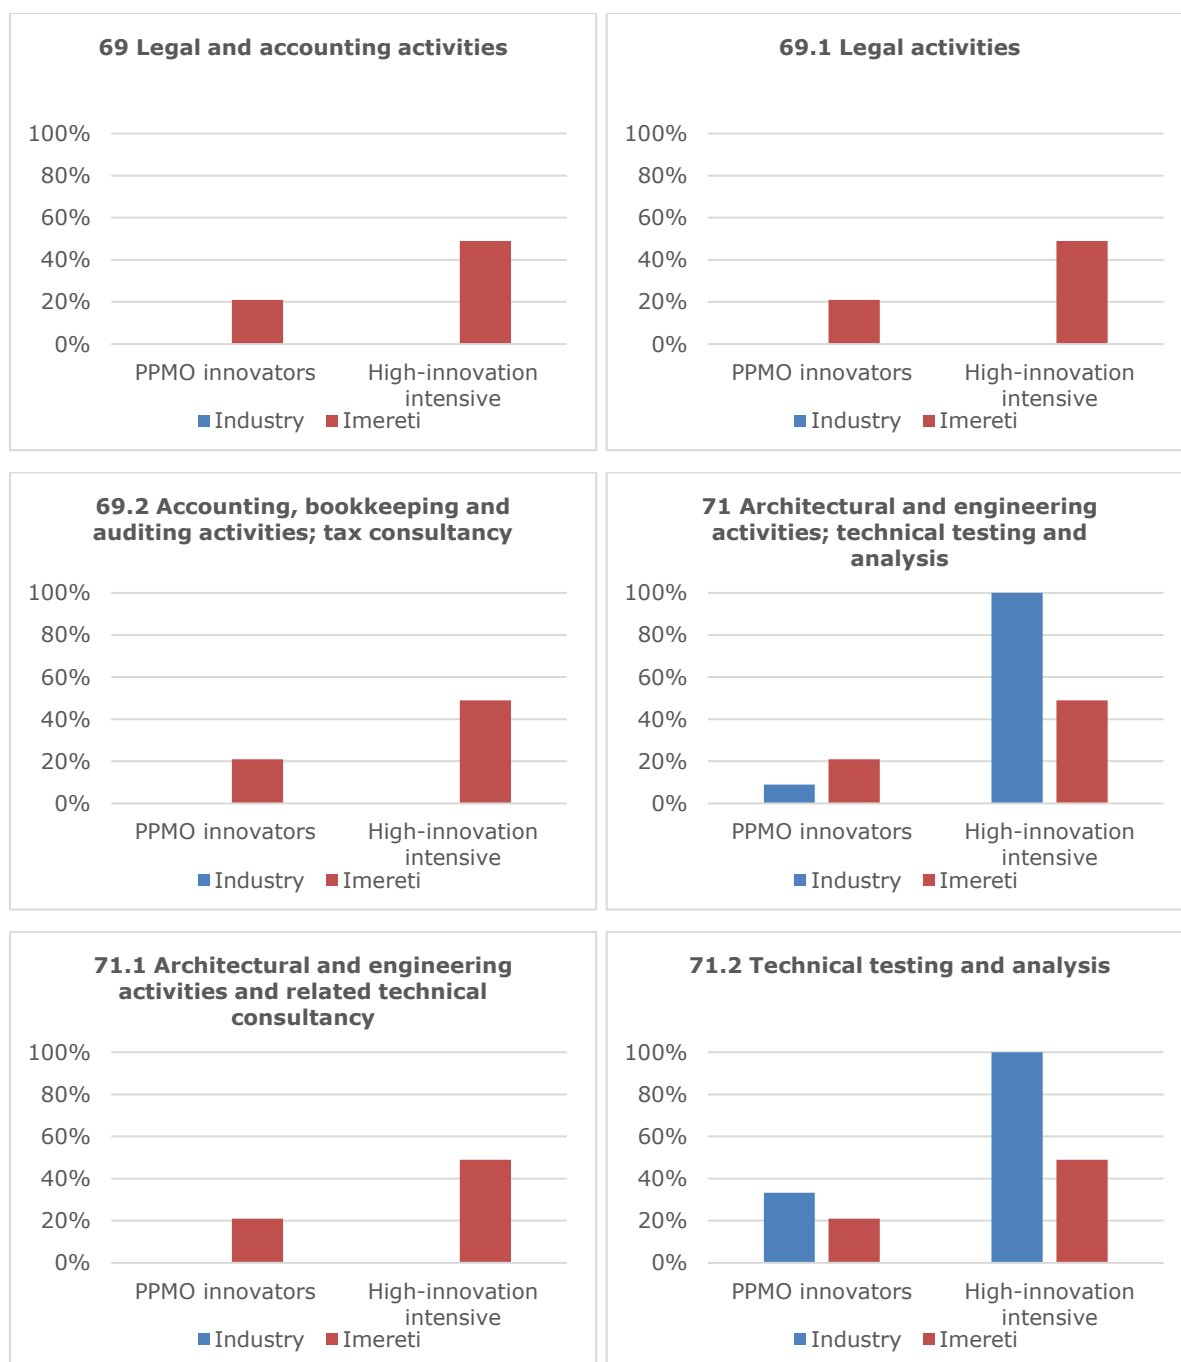 69 Legal and accounting activities
100%
80%
60%
40%
20%
0%
PPMO innovators
High-innovation
intensive
Industry
Imereti
69.1 Legal activities
100%
80%
60%
40%
20%
0%
PPMO innovators
High-innovation
intensive
Industry
Imereti
69.2 Accounting, bookkeeping and
auditing activities; tax consultancy
100%
80%
60%
40%
20%
0%
PPMO innovators
High-innovation
intensive
Industry
Imereti
71 Architectural and engineering
activities; technical testing and
analysis
100%
80%
60%
40%
20%
0%
PPMO innovators
High-innovation
intensive
Industry
Imereti
71.1 Architectural and engineering
activities and related technical
consultancy
100%
80%
60%
40%
20%
0%
PPMO innovators
High-innovation
intensive
Industry
Imereti
71.2 Technical testing and analysis
100%
80%
60%
40%
20%
0%
PPMO innovators
High-innovation
intensive
Industry
Imereti